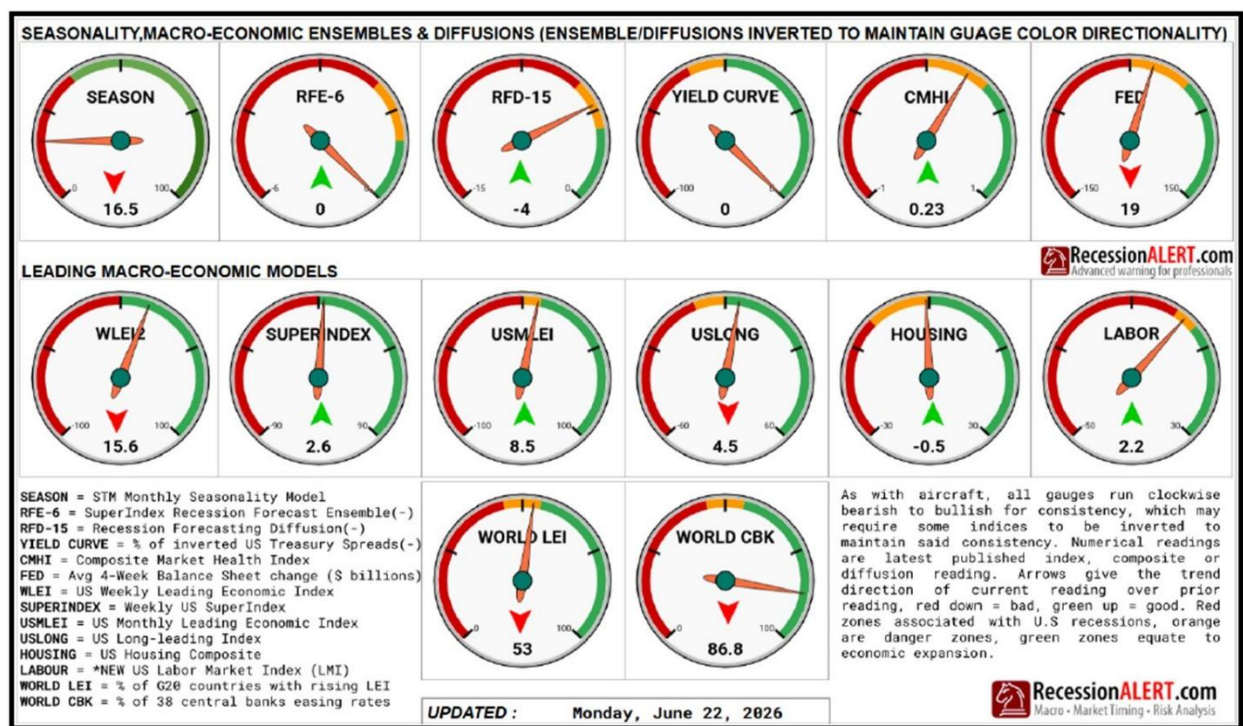 SEASONALITY,MACRO-ECONOMIC ENSEMBLES & DIFFUSIONS (ENSEMBLE/DIFFUSIONS INVERTED TO MAINTAIN GUAGE COLOR DIRECTIONALITY)
SEASON
0 100
16.5
RFE-6
-6 0
0
RFD-15
-15 0
-4
YIELD CURVE
-100 0
0
CMHI
-1 1
0.23
FED
-150 150
19
RecessionALERT.com
Advanced warning for professionals
LEADING MACRO-ECONOMIC MODELS
WLEI2
-100 100
15.6
SUPERINDEX
-90 90
2.6
USMLEI
-100 100
8.5
USLONG
-60 60
4.5
HOUSING
-30 30
-0.5
LABOR
-50 30
2.2
SEASON = STM Monthly Seasonality Model
RFE-6 = SuperIndex Recession Forecast Ensemble(-)
RFD-15 = Recession Forecasting Diffusion(-)
YIELD CURVE = % of inverted US Treasury Spreads(-)
CMHI = Composite Market Health Index
FED = Avg 4-Week Balance Sheet change ($ billions)
WLEI = US Weekly Leading Economic Index
SUPERINDEX = Weekly US SuperIndex
USMLEI = US Monthly Leading Economic Index
USLONG = US Long-leading Index
HOUSING = US Housing Composite
LABOUR = *NEW US Labor Market Index (LMI)
WORLD LEI = % of G20 countries with rising LEI
WORLD CBK = % of 38 central banks easing rates
WORLD LEI
0 100
53
WORLD CBK
0 100
86.8
As with aircraft, all gauges run clockwise
bearish to bullish for consistency, which may
require some indices to be inverted to
maintain said consistency. Numerical readings
are latest published index, composite or
diffusion reading. Arrows give the trend
direction of current reading over prior
reading, red down = bad, green up = good. Red
zones associated with U.S recessions, orange
are danger zones, green zones equate to
economic expansion.
UPDATED : Monday, June 22, 2026
RecessionALERT.com
Macro • Market Timing • Risk Analysis